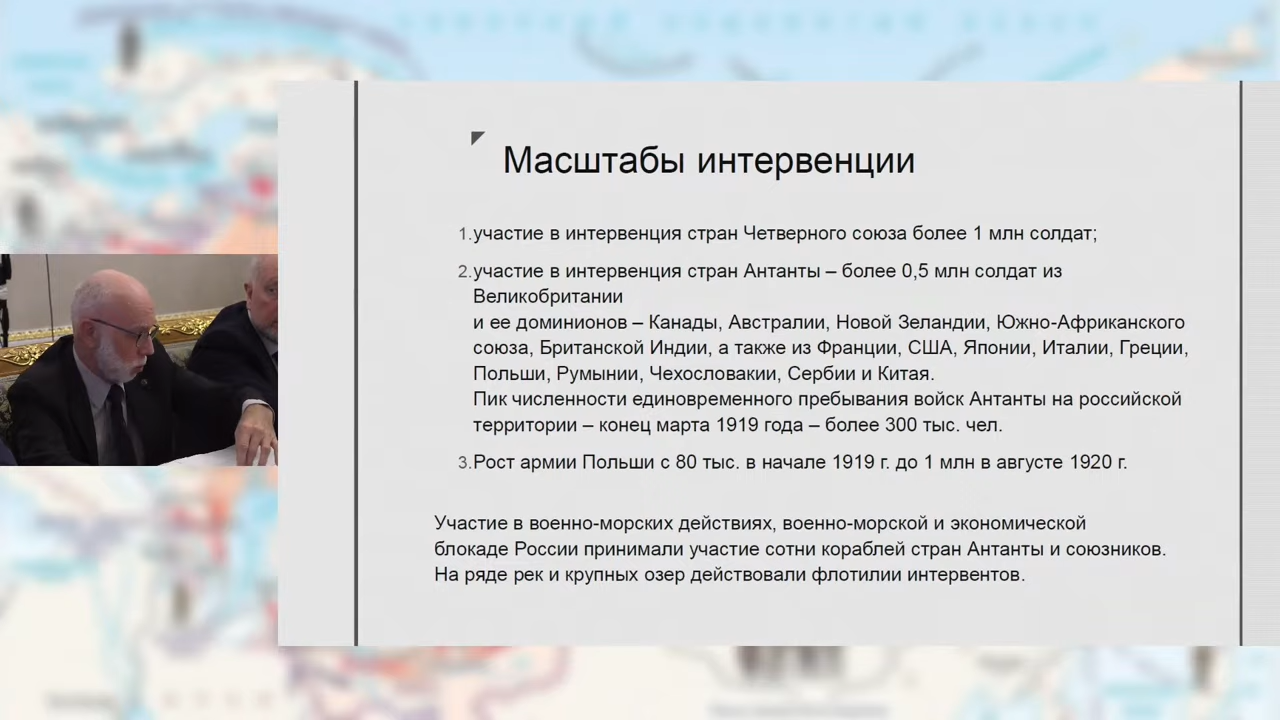 Масштабы интервенции
1.участие в интервенция стран Четверного союза более 1 млн солдат;
2.участие в интервенция стран Антанты – более 0,5 млн солдат из
Великобритании
и ее доминионов – Канады, Австралии, Новой Зеландии, Южно-Африканского
союза, Британской Индии, а также из Франции, США, Японии, Италии, Греции,
Польши, Румынии, Чехословакии, Сербии и Китая.
Пик численности единовременного пребывания войск Антанты на российской
территории – конец марта 1919 года – более 300 тыс. чел.
3.Рост армии Польши с 80 тыс. в начале 1919 г. до 1 млн в августе 1920 г.
Участие в военно-морских действиях, военно-морской и экономической
блокаде России принимали участие сотни кораблей стран Антанты и союзников.
На ряде рек и крупных озер действовали флотилии интервентов.